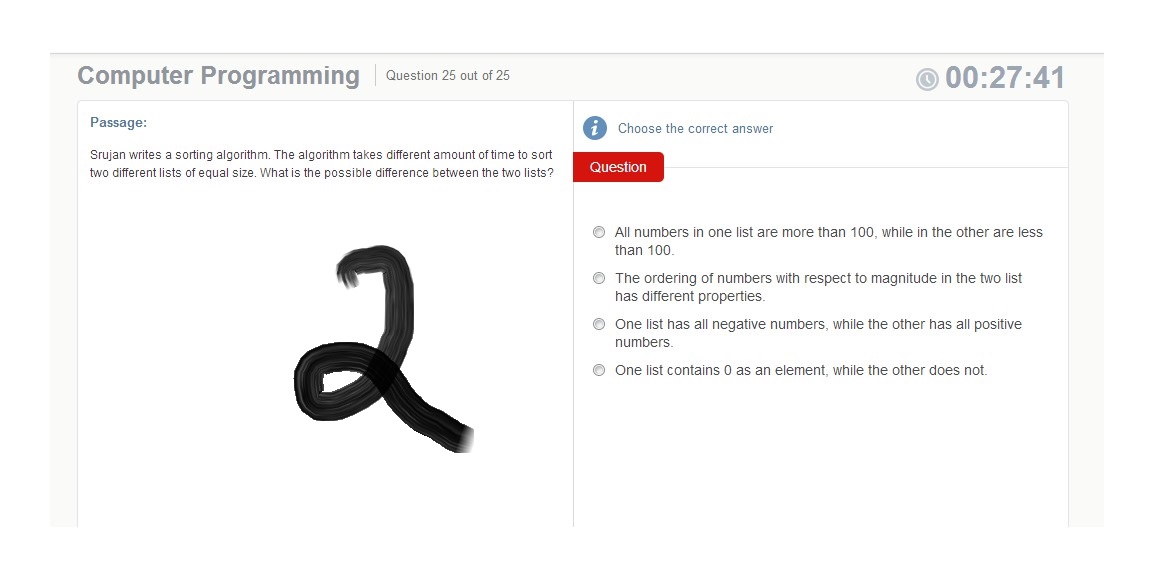 Computer Programming
Question 25 out of 25
00:27:41
Passage:
Srujan writes a sorting algorithm. The algorithm takes different amount of time to sort
two different lists of equal size. What is the possible difference between the two lists?
2
Choose the correct answer
Question
All numbers in one list are more than 100, while in the other are less
than 100.
The ordering of numbers with respect to magnitude in the two list
has different properties.
One list has all negative numbers, while the other has all positive
numbers.
One list contains 0 as an element, while the other does not.